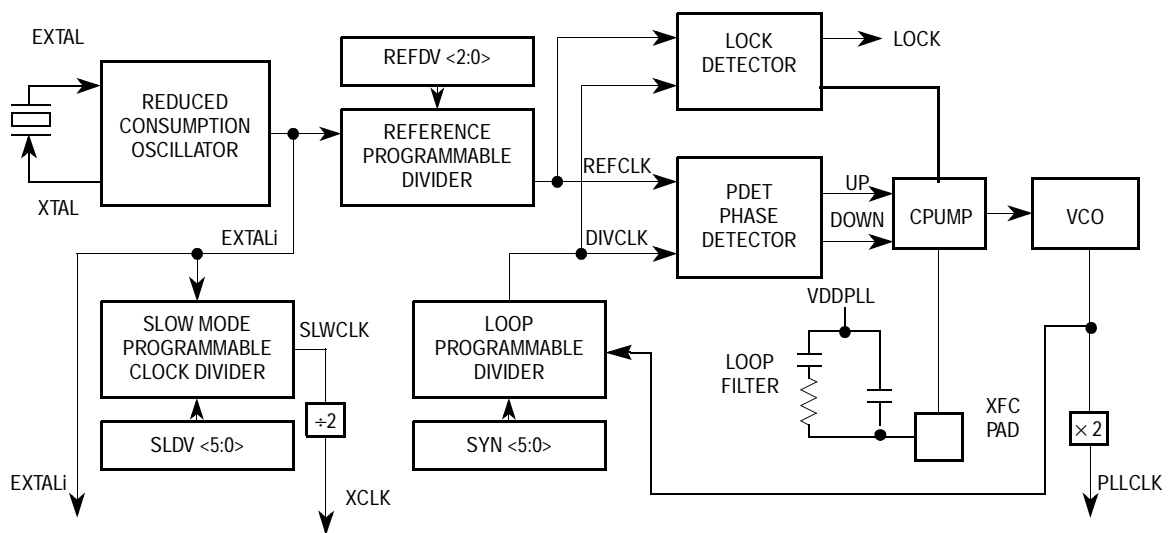 EXTAL
XTAL
REDUCED
CONSUMPTION
OSCILLATOR
REFDV <2:0>
REFERENCE
PROGRAMMABLE
DIVIDER
LOCK
DETECTOR
LOCK
REFCLK
DIVCLK
PDET
PHASE
DETECTOR
UP
DOWN
CPUMP
VCO
EXTALi
SLOW MODE
PROGRAMMABLE
CLOCK DIVIDER
SLWCLK
÷2
SLDV <5:0>
EXTALi
XCLK
LOOP
PROGRAMMABLE
DIVIDER
SYN <5:0>
VDDPLL
LOOP
FILTER
XFC
PAD
× 2
PLLCLK